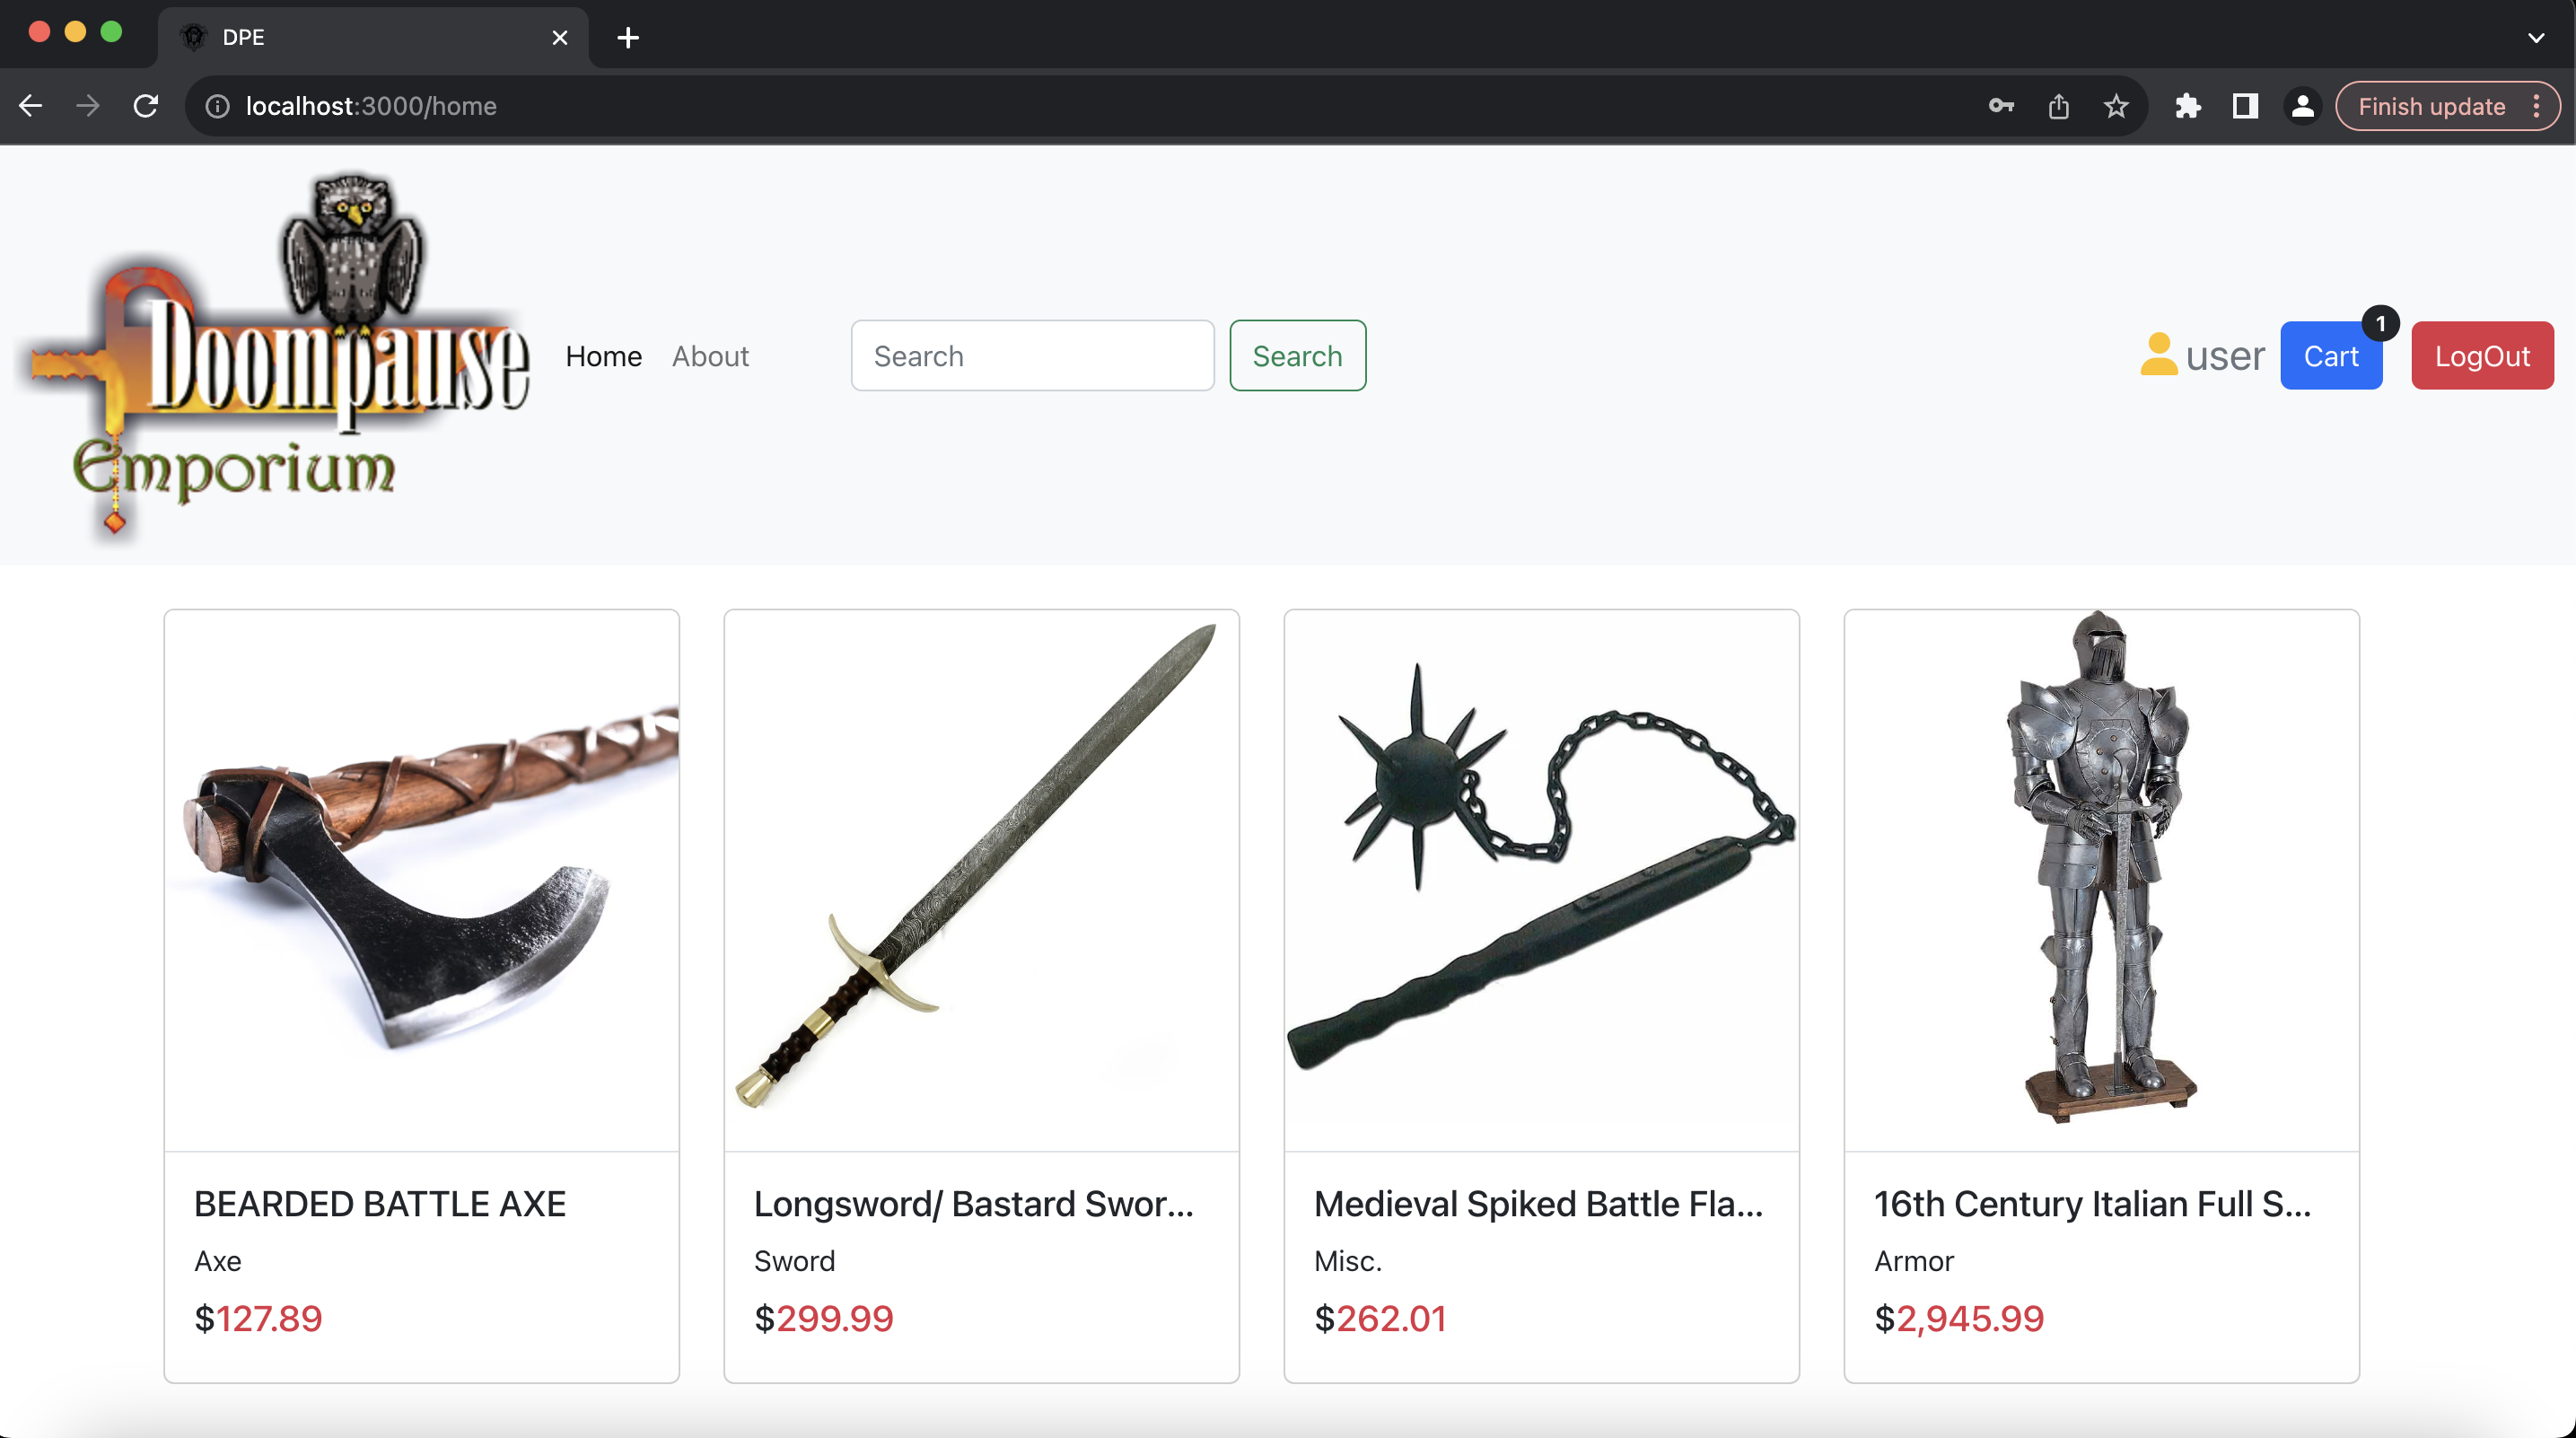 DPE
localhost:3000/home
Finish update
Doompause
Emporium
Home
About
Search
Search
user
Cart
1
LogOut
BEARDED BATTLE AXE
Axe
$127.89
Longsword/ Bastard Swor...
Sword
$299.99
Medieval Spiked Battle Fla...
Misc.
$262.01
16th Century Italian Full S...
Armor
$2,945.99